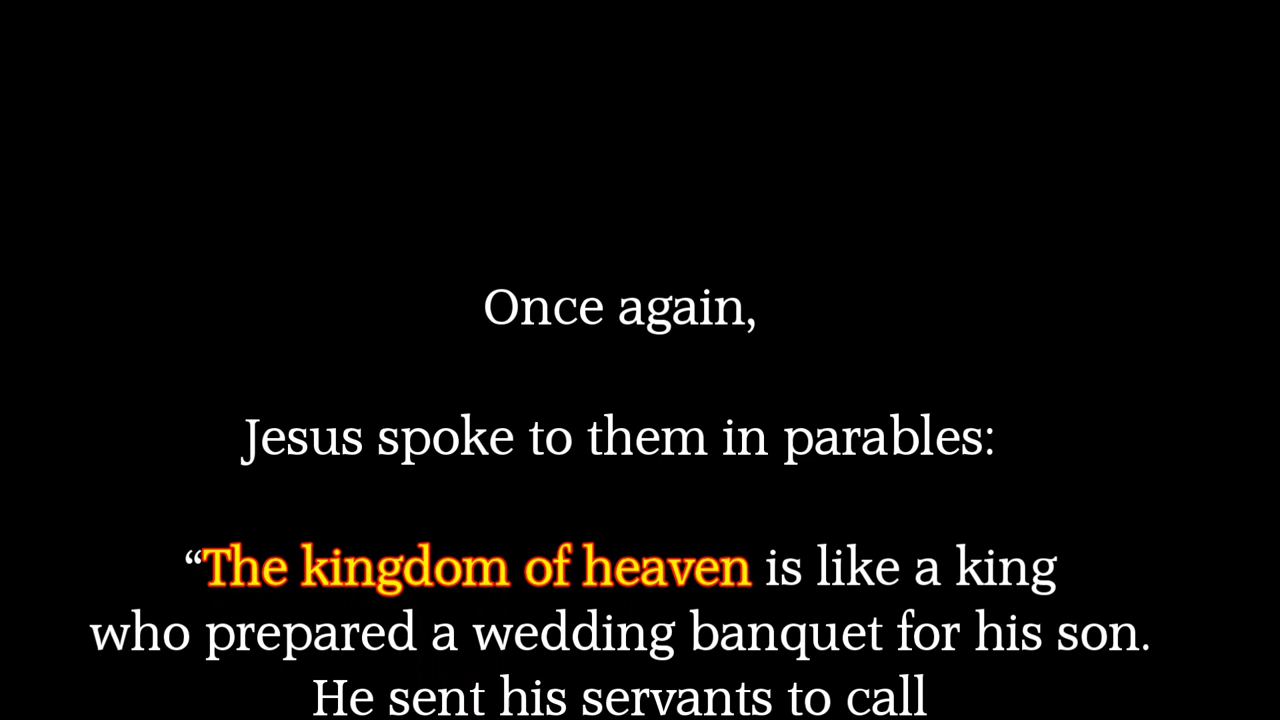 Once again,
Jesus spoke to them in parables:
“The kingdom of heaven is like a king
who prepared a wedding banquet for his son.
He sent his servants to call